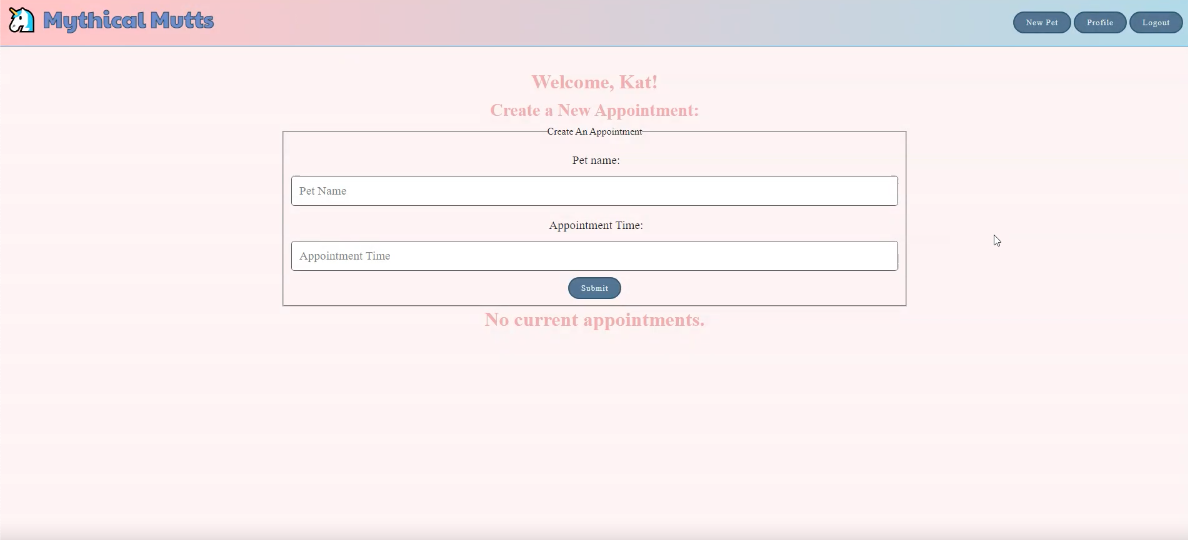 Mythical Mutts
New Pet Profile Logout
Welcome, Kat!
Create a New Appointment:
Create An Appointment
Pet name:
Pet Name
Appointment Time:
Appointment Time
Submit
No current appointments.